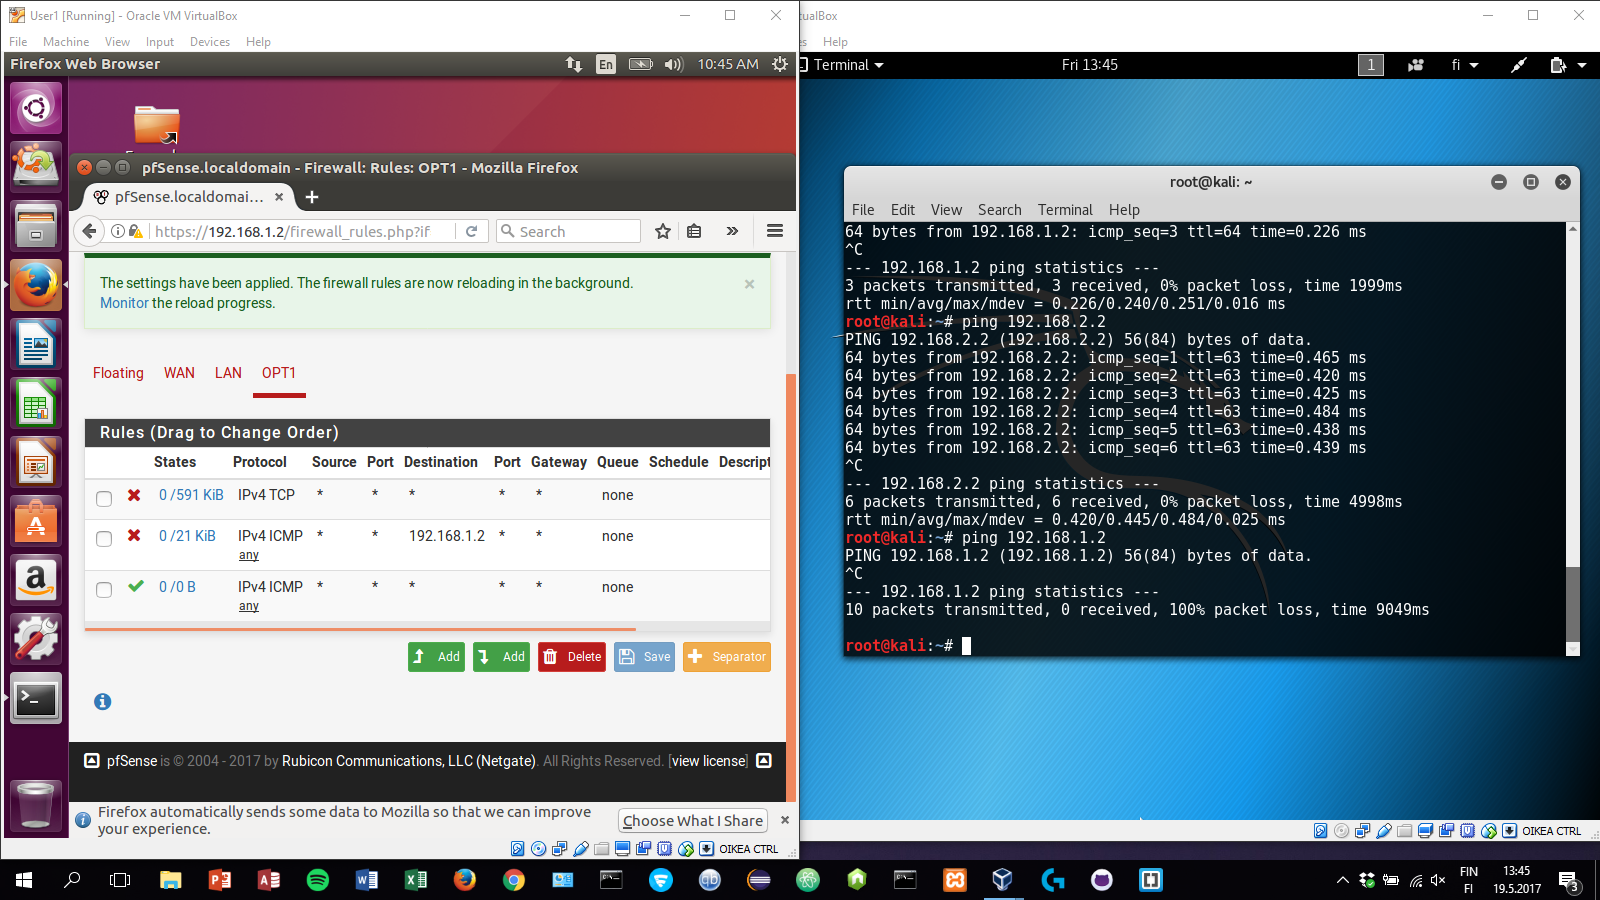 User1 [Running] - Oracle VM VirtualBox
File Machine View Input Devices Help
Firefox Web Browser
En
10:45 AM
pfSense.localdomain - Firewall: Rules: OPT1 - Mozilla Firefox
pfSense.localdomai...
https://192.168.1.2/firewall_rules.php?if
Search
The settings have been applied. The firewall rules are now reloading in the background.
Monitor the reload progress.
Floating WAN LAN OPT1
Rules (Drag to Change Order)
States Protocol Source Port Destination Port Gateway Queue Schedule Descript
0 /591 KiB IPv4 TCP * * * * * none
0 /21 KiB IPv4 ICMP * * 192.168.1.2 * * none
any
0 /0 B IPv4 ICMP * * * * * none
any
Add Add Delete Save Separator
pfSense is © 2004 - 2017 by Rubicon Communications, LLC (Netgate). All Rights Reserved. [view license]
Firefox automatically sends some data to Mozilla so that we can improve
your experience.
Choose What I Share
OIKEA CTRL
tualBox
es Help
Terminal
Fri 13:45
1
fi
root@kali: ~
File Edit View Search Terminal Help
64 bytes from 192.168.1.2: icmp_seq=3 ttl=64 time=0.226 ms
^C
--- 192.168.1.2 ping statistics ---
3 packets transmitted, 3 received, 0% packet loss, time 1999ms
rtt min/avg/max/mdev = 0.226/0.240/0.251/0.016 ms
root@kali:~# ping 192.168.2.2
PING 192.168.2.2 (192.168.2.2) 56(84) bytes of data.
64 bytes from 192.168.2.2: icmp_seq=1 ttl=63 time=0.465 ms
64 bytes from 192.168.2.2: icmp_seq=2 ttl=63 time=0.420 ms
64 bytes from 192.168.2.2: icmp_seq=3 ttl=63 time=0.425 ms
64 bytes from 192.168.2.2: icmp_seq=4 ttl=63 time=0.484 ms
64 bytes from 192.168.2.2: icmp_seq=5 ttl=63 time=0.438 ms
64 bytes from 192.168.2.2: icmp_seq=6 ttl=63 time=0.439 ms
^C
--- 192.168.2.2 ping statistics ---
6 packets transmitted, 6 received, 0% packet loss, time 4998ms
rtt min/avg/max/mdev = 0.420/0.445/0.484/0.025 ms
root@kali:~# ping 192.168.1.2
PING 192.168.1.2 (192.168.1.2) 56(84) bytes of data.
^C
--- 192.168.1.2 ping statistics ---
10 packets transmitted, 0 received, 100% packet loss, time 9049ms
root@kali:~#
OIKEA CTRL
FIN
FI
13:45
19.5.2017
3